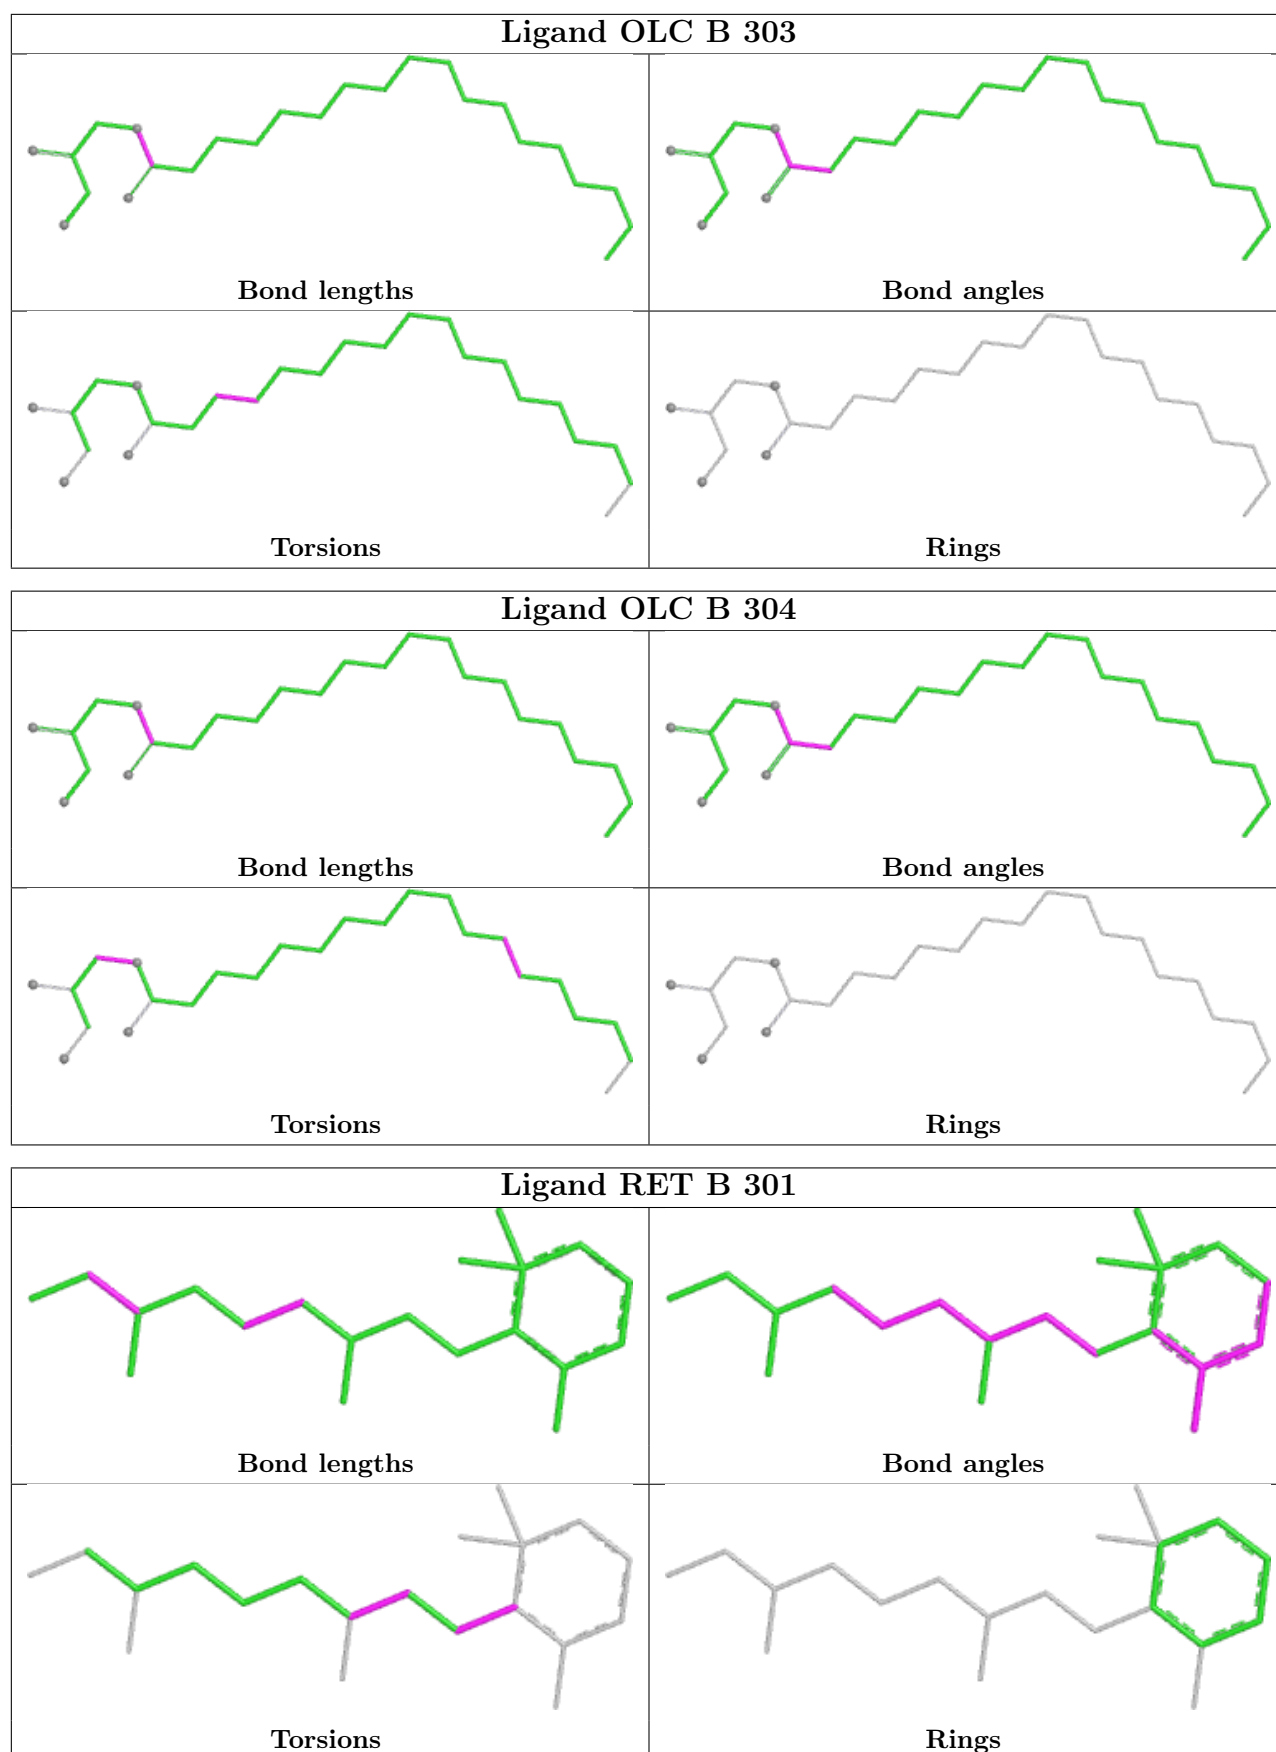 Ligand OLC B 303
Bond lengths
Bond angles
Torsions
Rings
Ligand OLC B 304
Bond lengths
Bond angles
Torsions
Rings
Ligand RET B 301
Bond lengths
Bond angles
Torsions
Rings